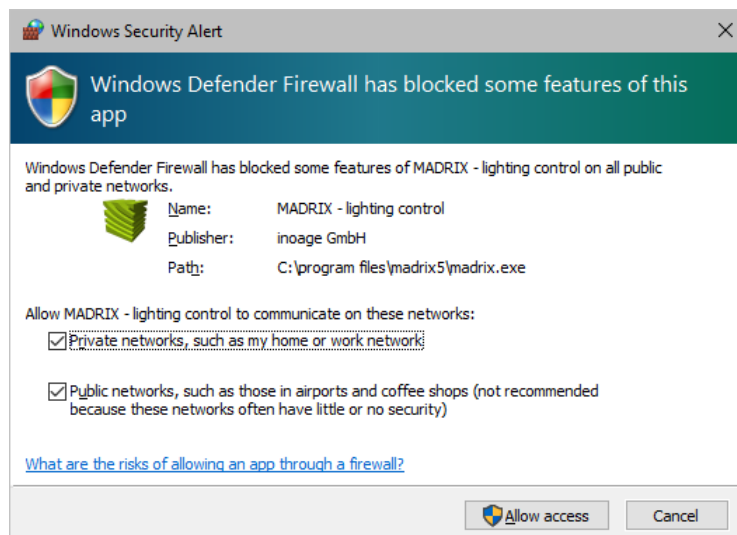 Windows Security Alert
Windows Defender Firewall has blocked some features of this
app
Windows Defender Firewall has blocked some features of MADRIX - lighting control on all public
and private networks.
Name: MADRIX - lighting control
Publisher: inoage GmbH
Path: C:\program files\madrix5\madrix.exe
Allow MADRIX - lighting control to communicate on these networks:
Private networks, such as my home or work network
Public networks, such as those in airports and coffee shops (not recommended
because these networks often have little or no security)
What are the risks of allowing an app through a firewall?
Allow access Cancel